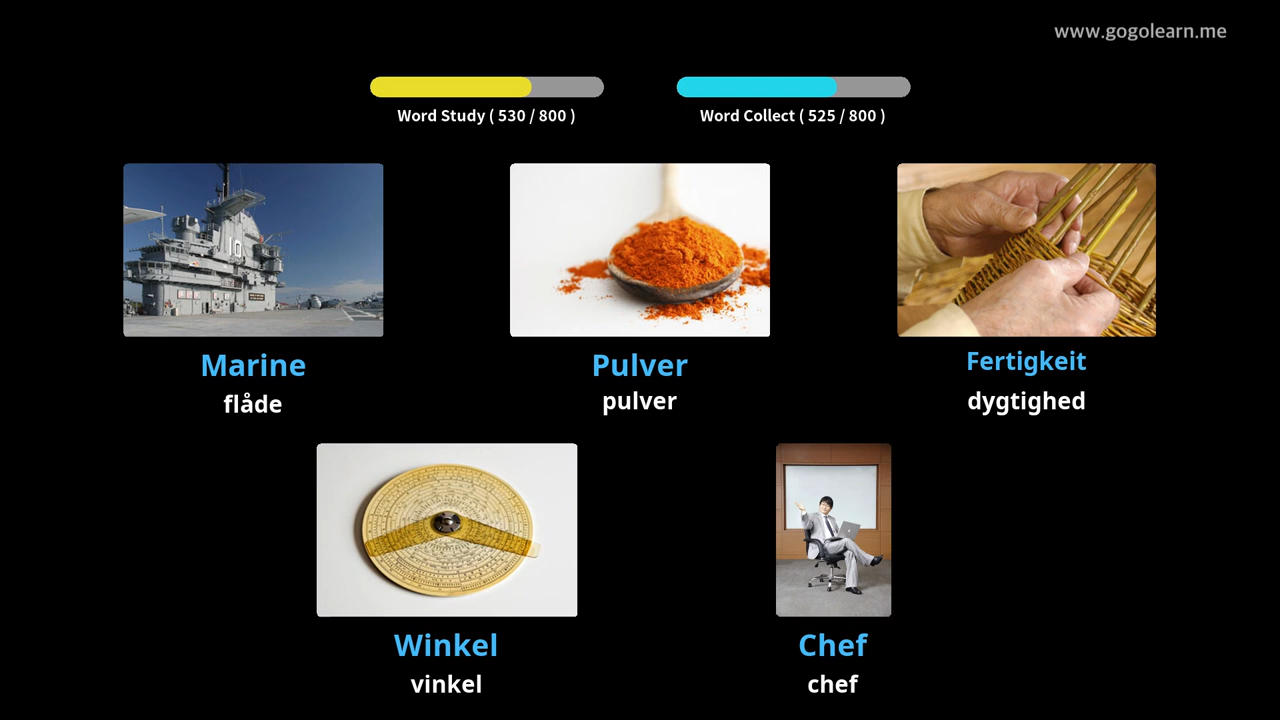 www.gogolearn.me
Word Study ( 530 / 800 )
Word Collect ( 525 / 800 )
Marine
flåde
Pulver
pulver
Fertigkeit
dygtighed
Winkel
vinkel
Chef
chef